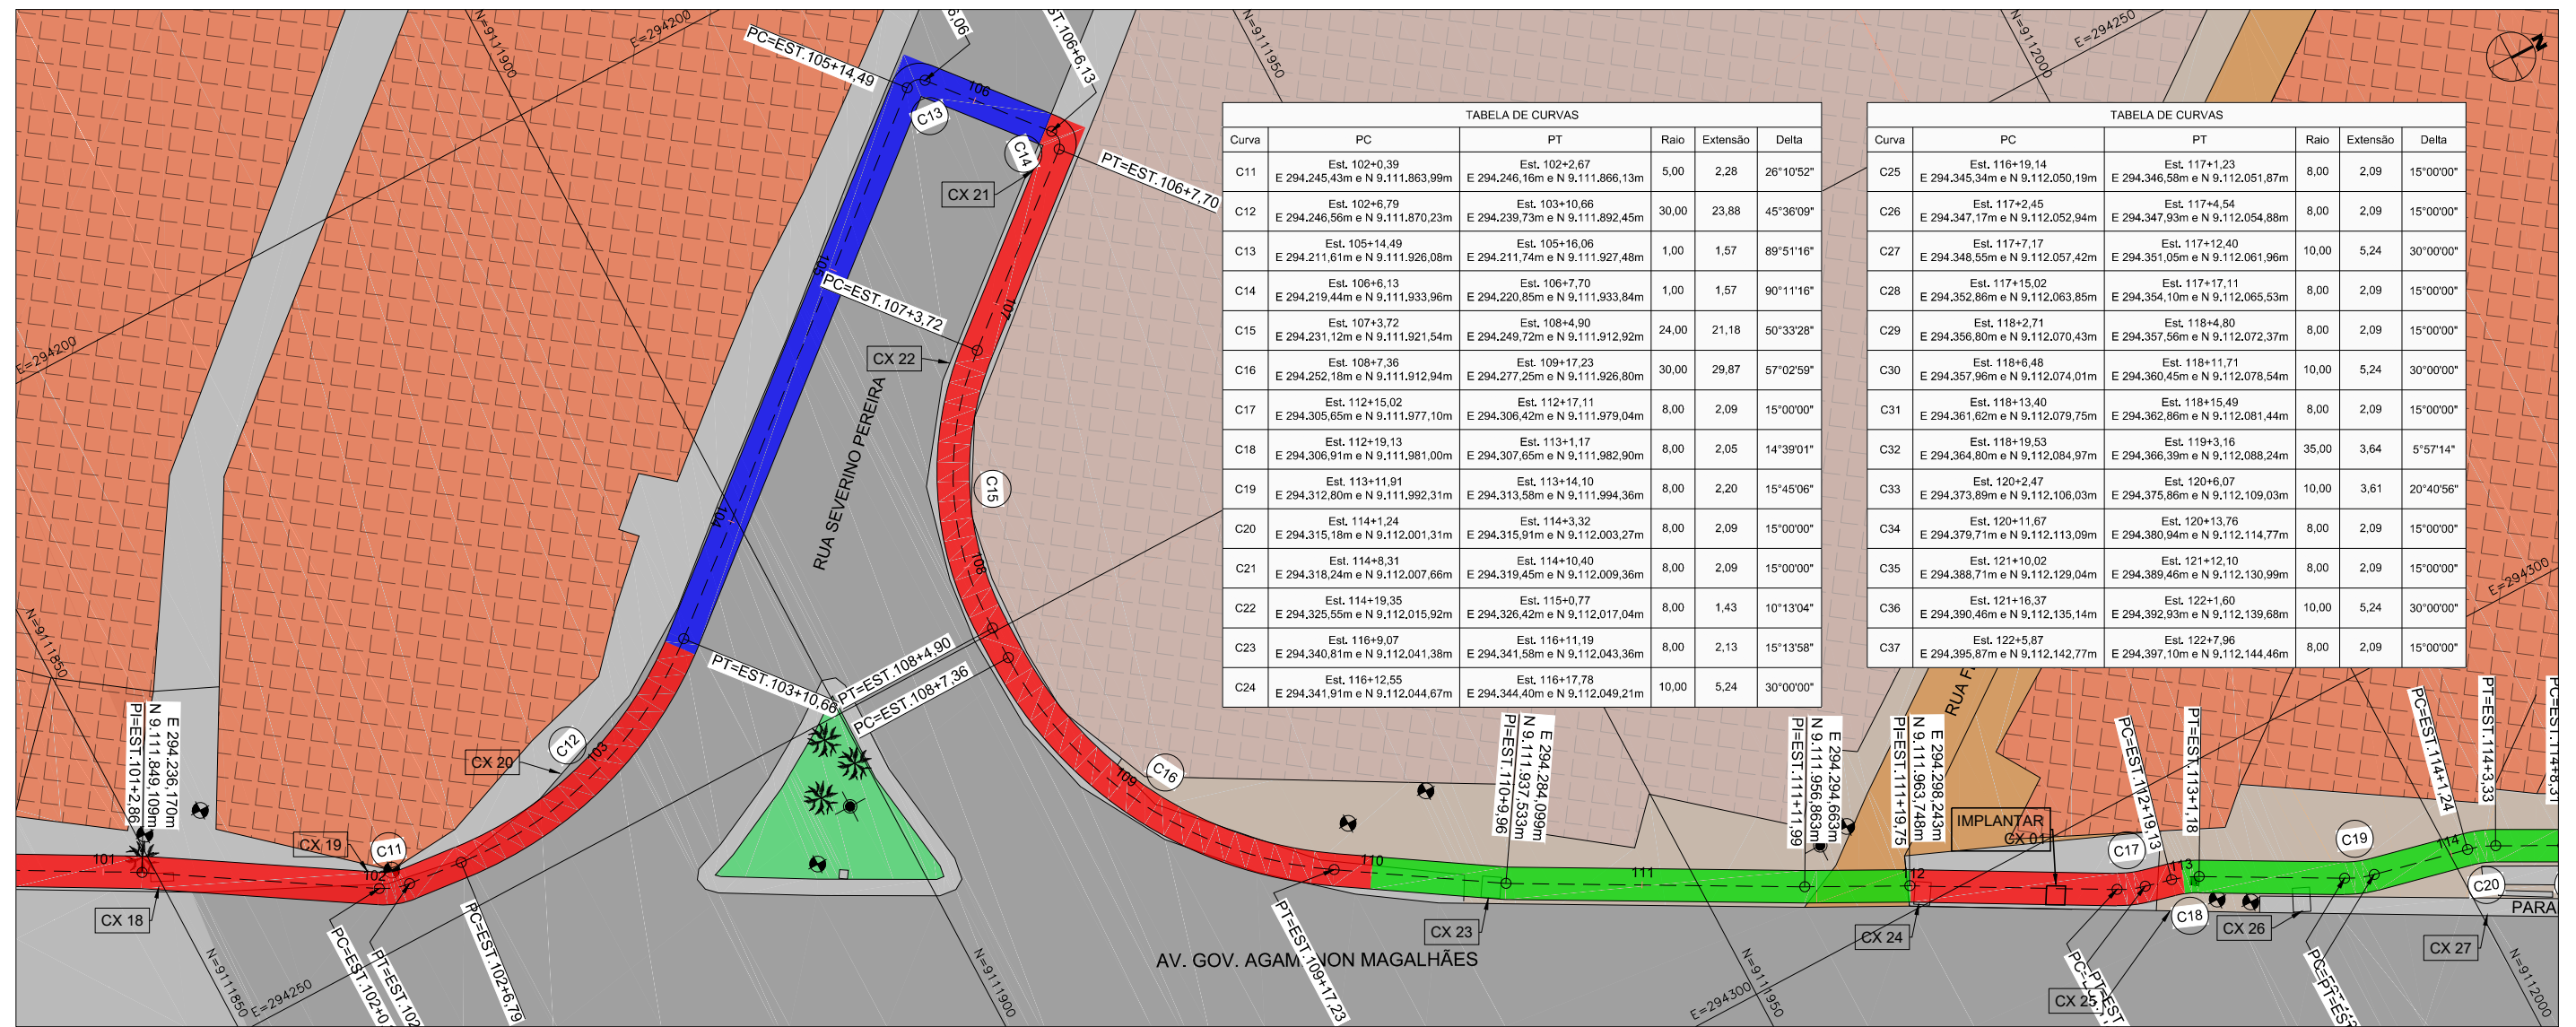 N=9111900
E=294200
PC=EST.105+14,49
6,06
ST.106+6,13
N=9111950
N=9112000
E=294250
N
106
C13
C14
CX 21
PT=EST.106+7,70
105
PC=EST.107+3,72
107
CX 22
E=294200
RUA SEVERINO PEREIRA
104
C15
108
TABELA DE CURVAS
Curva PC PT Raio Extensão Delta
C11 Est. 102+0,39 Est. 102+2,67 5,00 2,28 26°10'52"
E 294.245,43m e N 9.111.863,99m E 294.246,16m e N 9.111.866,13m
C12 Est. 102+6,79 Est. 103+10,66 30,00 23,88 45°36'09"
E 294.246,56m e N 9.111.870,23m E 294.239,73m e N 9.111.892,45m
C13 Est. 105+14,49 Est. 105+16,06 1,00 1,57 89°51'16"
E 294.211,61m e N 9.111.926,08m E 294.211,74m e N 9.111.927,48m
C14 Est. 106+6,13 Est. 106+7,70 1,00 1,57 90°11'16"
E 294.219,44m e N 9.111.933,96m E 294.220,85m e N 9.111.933,84m
C15 Est. 107+3,72 Est. 108+4,90 24,00 21,18 50°33'28"
E 294.231,12m e N 9.111.921,54m E 294.249,72m e N 9.111.912,92m
C16 Est. 108+7,36 Est. 109+17,23 30,00 29,87 57°02'59"
E 294.252,18m e N 9.111.912,94m E 294.277,25m e N 9.111.926,80m
C17 Est. 112+15,02 Est. 112+17,11 8,00 2,09 15°00'00"
E 294.305,65m e N 9.111.977,10m E 294.306,42m e N 9.111.979,04m
C18 Est. 112+19,13 Est. 113+1,17 8,00 2,05 14°39'01"
E 294.306,91m e N 9.111.981,00m E 294.307,65m e N 9.111.982,90m
C19 Est. 113+11,91 Est. 113+14,10 8,00 2,20 15°45'06"
E 294.312,80m e N 9.111.992,31m E 294.313,58m e N 9.111.994,36m
C20 Est. 114+1,24 Est. 114+3,32 8,00 2,09 15°00'00"
E 294.315,18m e N 9.112.001,31m E 294.315,91m e N 9.112.003,27m
C21 Est. 114+8,31 Est. 114+10,40 8,00 2,09 15°00'00"
E 294.318,24m e N 9.112.007,66m E 294.319,45m e N 9.112.009,36m
C22 Est. 114+19,35 Est. 115+0,77 8,00 1,43 10°13'04"
E 294.325,55m e N 9.112.015,92m E 294.326,42m e N 9.112.017,04m
C23 Est. 116+9,07 Est. 116+11,19 8,00 2,13 15°13'58"
E 294.340,81m e N 9.112.041,38m E 294.341,58m e N 9.112.043,36m
C24 Est. 116+12,55 Est. 116+17,78 10,00 5,24 30°00'00"
E 294.341,91m e N 9.112.044,67m E 294.344,40m e N 9.112.049,21m
TABELA DE CURVAS
Curva PC PT Raio Extensão Delta
C25 Est. 116+19,14 Est. 117+1,23 8,00 2,09 15°00'00"
E 294.345,34m e N 9.112.050,19m E 294.346,58m e N 9.112.051,87m
C26 Est. 117+2,45 Est. 117+4,54 8,00 2,09 15°00'00"
E 294.347,17m e N 9.112.052,94m E 294.347,93m e N 9.112.054,88m
C27 Est. 117+7,17 Est. 117+12,40 10,00 5,24 30°00'00"
E 294.348,55m e N 9.112.057,42m E 294.351,05m e N 9.112.061,96m
C28 Est. 117+15,02 Est. 117+17,11 8,00 2,09 15°00'00"
E 294.352,86m e N 9.112.063,85m E 294.354,10m e N 9.112.065,53m
C29 Est. 118+2,71 Est. 118+4,80 8,00 2,09 15°00'00"
E 294.356,80m e N 9.112.070,43m E 294.357,56m e N 9.112.072,37m
C30 Est. 118+6,48 Est. 118+11,71 10,00 5,24 30°00'00"
E 294.357,96m e N 9.112.074,01m E 294.360,45m e N 9.112.078,54m
C31 Est. 118+13,40 Est. 118+15,49 8,00 2,09 15°00'00"
E 294.361,62m e N 9.112.079,75m E 294.362,86m e N 9.112.081,44m
C32 Est. 118+19,53 Est. 119+3,16 35,00 3,64 5°57'14"
E 294.364,80m e N 9.112.084,97m E 294.366,39m e N 9.112.088,24m
C33 Est. 120+2,47 Est. 120+6,07 10,00 3,61 20°40'56"
E 294.373,89m e N 9.112.106,03m E 294.375,86m e N 9.112.109,03m
C34 Est. 120+11,67 Est. 120+13,76 8,00 2,09 15°00'00"
E 294.379,71m e N 9.112.113,09m E 294.380,94m e N 9.112.114,77m
C35 Est. 121+10,02 Est. 121+12,10 8,00 2,09 15°00'00"
E 294.388,71m e N 9.112.129,04m E 294.389,46m e N 9.112.130,99m
C36 Est. 121+16,37 Est. 122+1,60 10,00 5,24 30°00'00"
E 294.390,46m e N 9.112.135,14m E 294.392,93m e N 9.112.139,68m
C37 Est. 122+5,87 Est. 122+7,96 8,00 2,09 15°00'00"
E 294.395,87m e N 9.112.142,77m E 294.397,10m e N 9.112.144,46m
E=294300
N=9111850
PT=EST.103+10,66
PT=EST.108+4,90
PC=EST.108+7,36
E 294.236,170m
N 9.111.849,109m
PI=EST.101+2,86
C12
103
CX 20
CX 19
C11
101
102
CX 18
109
C16
110
111
112
E 294.284,099m
N 9.111.937,533m
PI=EST.110+9,96
E 294.294,663m
N 9.111.956,863m
PI=EST.111+11,99
E 294.298,243m
N 9.111.963,748m
PI=EST.111+19,75
RUA F
IMPLANTAR
CX 01
PC=EST.112+19,13
PT=EST.113+1,18
C17
113
C18
C19
114
PC=EST.114+1,24
PT=EST.114+3,33
PC=EST.114+8,31
C20
PARA
CX 23
CX 24
CX 25
CX 26
CX 27
AV. GOV. AGAMENON MAGALHÃES
PC=EST.102+0,
PT=EST.102
PC=EST.102+6,79
PT=EST.109+17,23
N=9111850
E=294250
N=9111900
E=294300
N=9111950
N=9112000